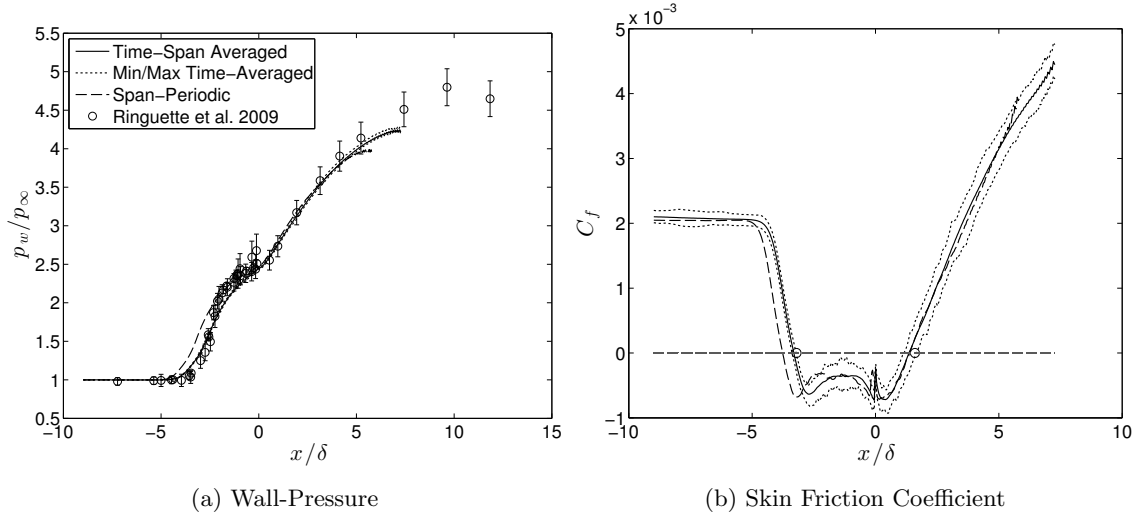 5.5
5
4.5
4
3.5
3
2.5
2
1.5
1
0.5
p_w/p_∞
Time−Span Averaged
Min/Max Time−Averaged
Span−Periodic
Ringuette et al. 2009
−10 −5 0 5 10 15
x/δ
(a) Wall-Pressure
x 10⁻³
5
4
3
2
1
0
−1
C_f
−10 −5 0 5 10
x/δ
(b) Skin Friction Coefficient